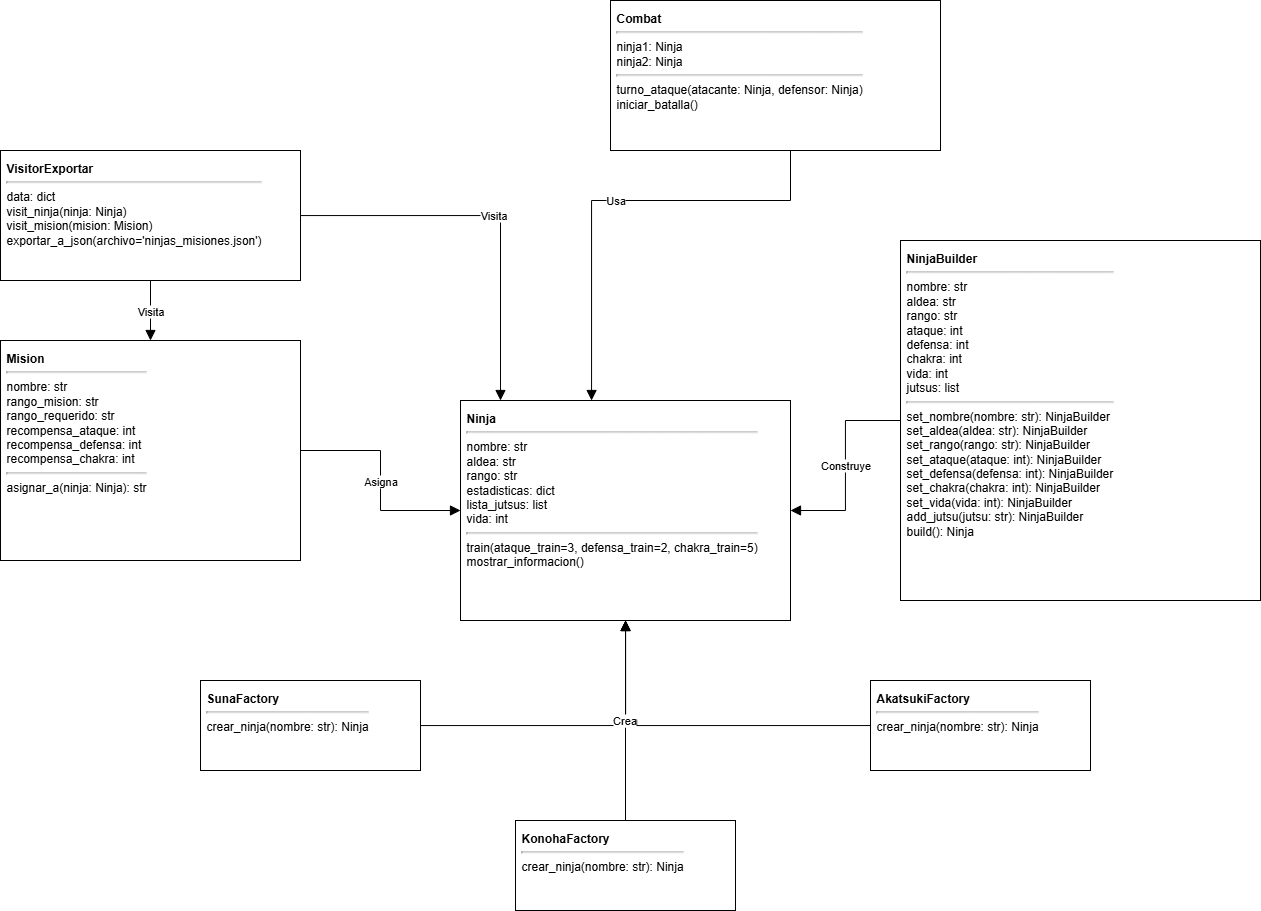 Combat
ninja1: Ninja
ninja2: Ninja
turno_ataque(atacante: Ninja, defensor: Ninja)
iniciar_batalla()
VisitorExportar
data: dict
visit_ninja(ninja: Ninja)
visit_mision(mision: Mision)
exportar_a_json(archivo='ninjas_misiones.json')
Usa
Visita
Visita
NinjaBuilder
nombre: str
aldea: str
rango: str
ataque: int
defensa: int
chakra: int
vida: int
jutsus: list
set_nombre(nombre: str): NinjaBuilder
set_aldea(aldea: str): NinjaBuilder
set_rango(rango: str): NinjaBuilder
set_ataque(ataque: int): NinjaBuilder
set_defensa(defensa: int): NinjaBuilder
set_chakra(chakra: int): NinjaBuilder
set_vida(vida: int): NinjaBuilder
add_jutsu(jutsu: str): NinjaBuilder
build(): Ninja
Mision
nombre: str
rango_mision: str
rango_requerido: str
recompensa_ataque: int
recompensa_defensa: int
recompensa_chakra: int
asignar_a(ninja: Ninja): str
Asigna
Ninja
nombre: str
aldea: str
rango: str
estadisticas: dict
lista_jutsus: list
vida: int
train(ataque_train=3, defensa_train=2, chakra_train=5)
mostrar_informacion()
Construye
SunaFactory
crear_ninja(nombre: str): Ninja
Crea
AkatsukiFactory
crear_ninja(nombre: str): Ninja
KonohaFactory
crear_ninja(nombre: str): Ninja